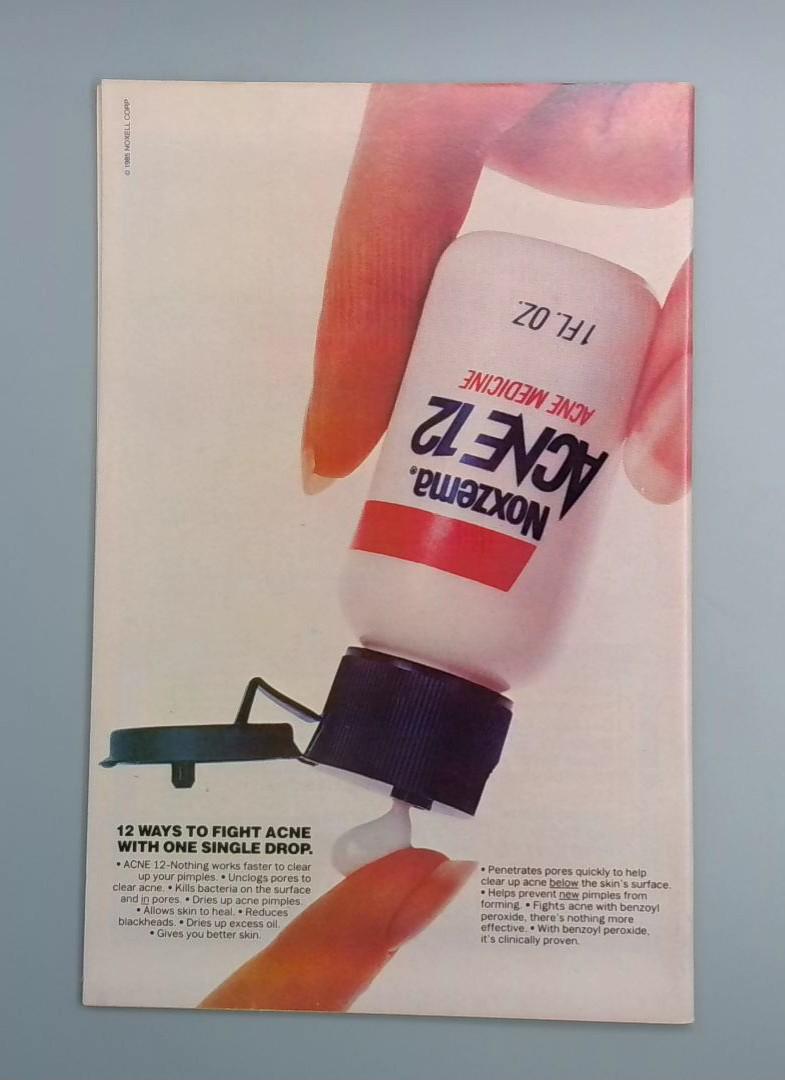 © 1985 NOXELL CORP
1 FL. OZ.
ACNE MEDICINE
ACNE 12
Noxzema®
12 WAYS TO FIGHT ACNE
WITH ONE SINGLE DROP.
• ACNE 12-Nothing works faster to clear
up your pimples. • Unclogs pores to
clear acne. • Kills bacteria on the surface
and in pores. • Dries up acne pimples.
• Allows skin to heal. • Reduces
blackheads. • Dries up excess oil.
• Gives you better skin.
• Penetrates pores quickly to help
clear up acne below the skin's surface.
• Helps prevent new pimples from
forming. • Fights acne with benzoyl
peroxide, there's nothing more
effective. • With benzoyl peroxide,
it's clinically proven.